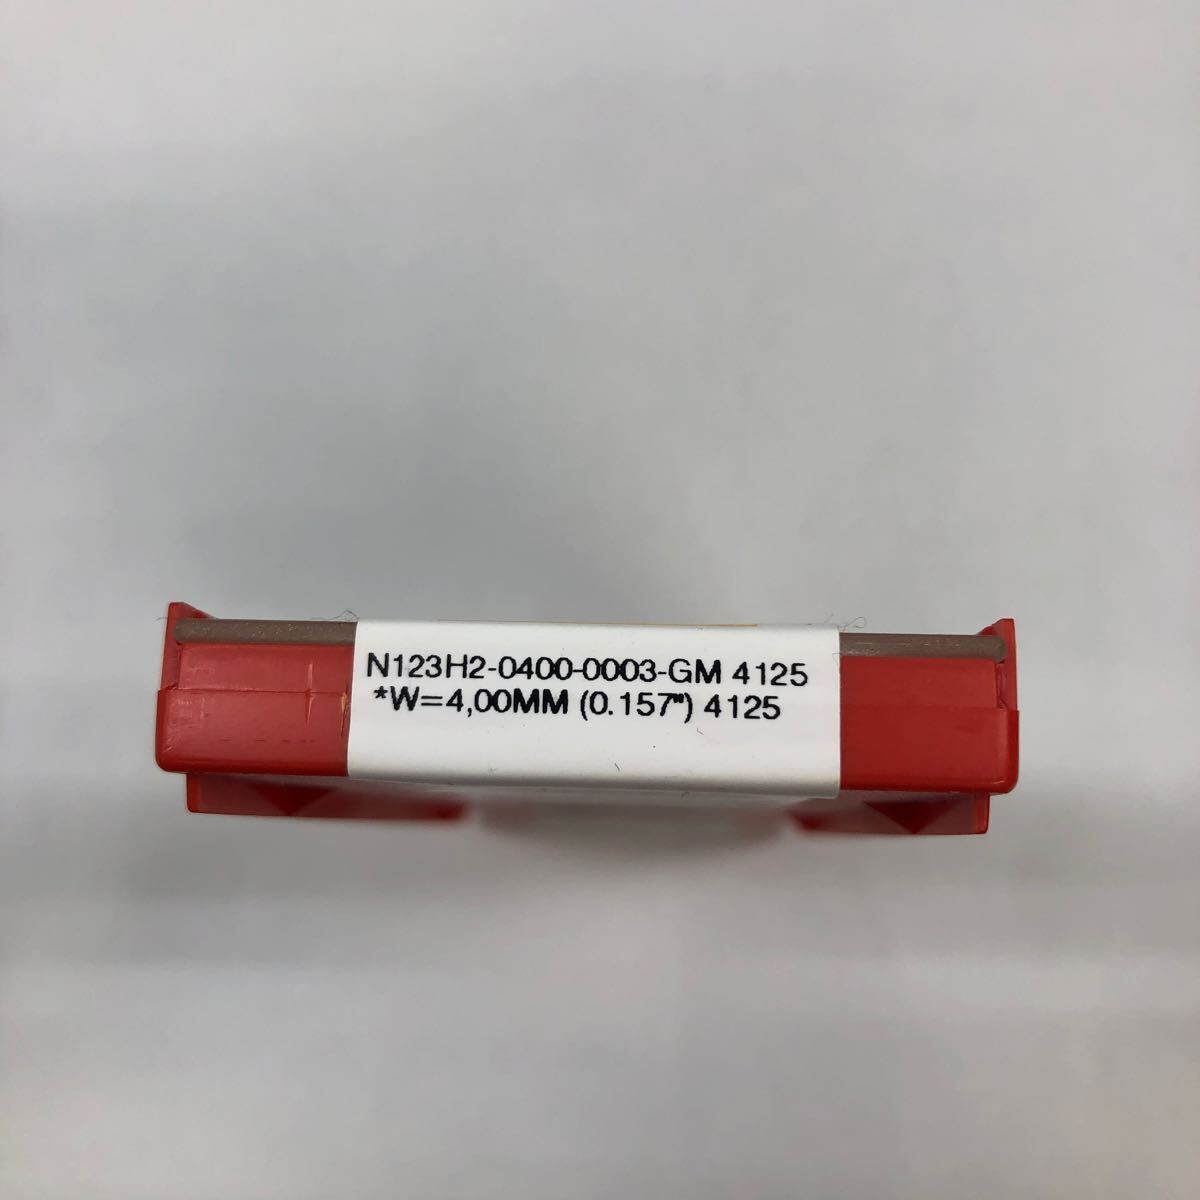 N123H2-0400-0003-GM 4125
*W=4,00MM (0.157") 4125